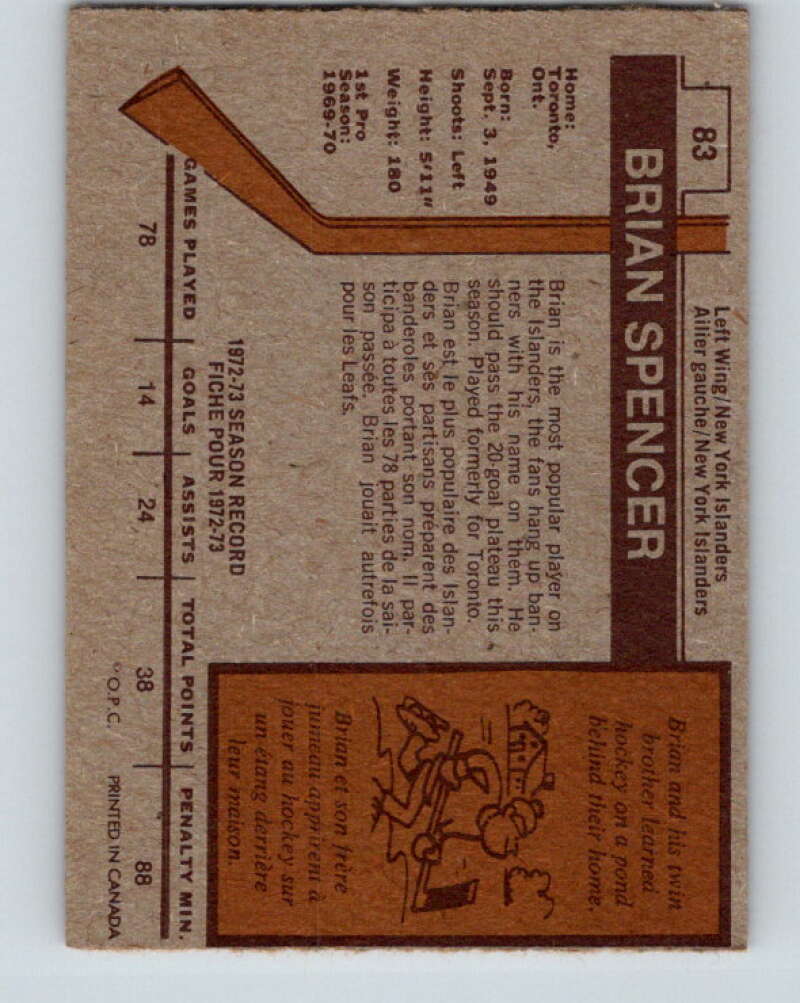 83
Left Wing/New York Islanders
Ailier gauche/New York Islanders
BRIAN SPENCER
Home:
Toronto,
Ont.
Born:
Sept. 3, 1949
Shoots: Left
Height: 5'11"
Weight: 180
1st Pro
Season:
1969-70
Brian is the most popular player on
the Islanders, the fans hang up ban-
ners with his name on them. He
should pass the 20-goal plateau this
season. Played formerly for Toronto.
Brian est le plus populaire des Islan-
ders et ses partisans préparent des
banderoles portant son nom. Il par-
ticipa à toutes les 78 parties de la sai-
son passée. Brian jouait autrefois
pour les Leafs.
Brian and his twin
brother learned
hockey on a pond
behind their home.
Brian et son frère
jumeau apprirent à
jouer au hockey sur
un étang derrière
leur maison.
1972-73 SEASON RECORD
FICHE POUR 1972-73
GAMES PLAYED GOALS ASSISTS TOTAL POINTS PENALTY MIN.
78 14 24 38 88
© O.P.C. PRINTED IN CANADA